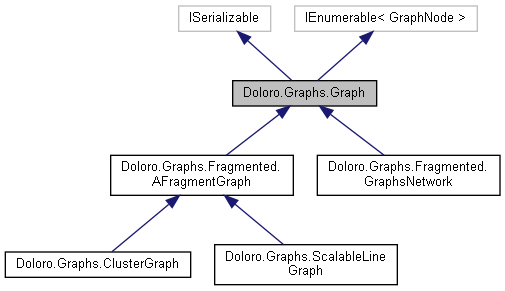 ISerializable
IEnumerable< GraphNode >
Doloro.Graphs.Graph
Doloro.Graphs.Fragmented.
AFragmentGraph
Doloro.Graphs.Fragmented.
GraphsNetwork
Doloro.Graphs.ClusterGraph
Doloro.Graphs.ScalableLine
Graph